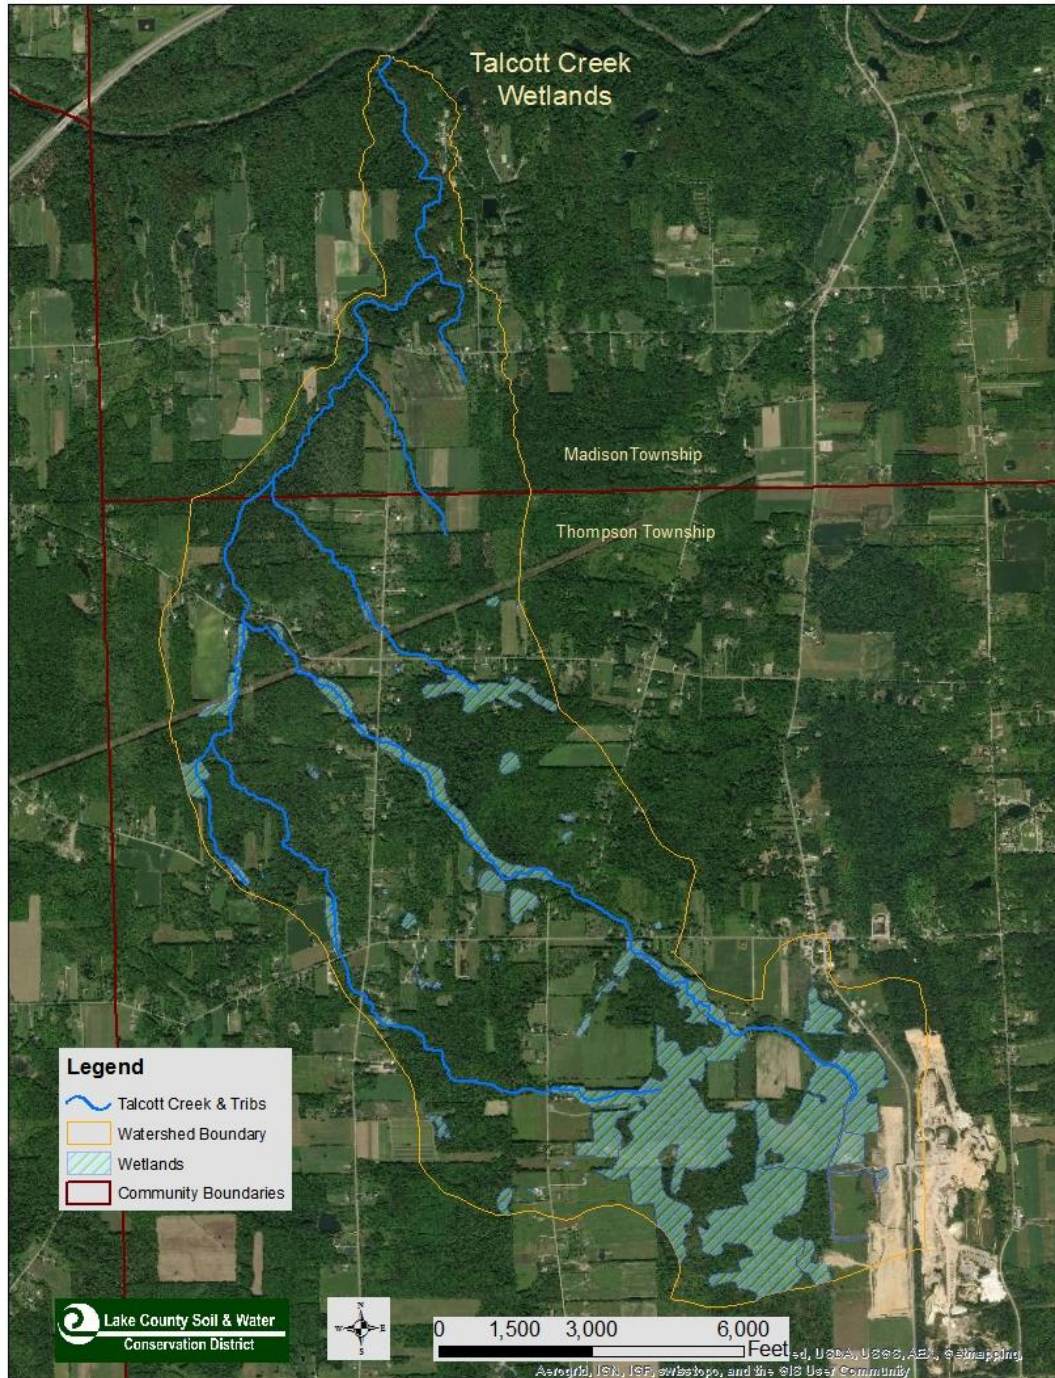 Talcott Creek
Wetlands
Madison Township
Thompson Township
Legend
Talcott Creek & Tribs
Watershed Boundary
Wetlands
Community Boundaries
Lake County Soil & Water
Conservation District
N
W E
S
0 1,500 3,000 6,000
Feet
ed, USDA, USGS, AEX, Getmapping,
Aerogrid, IGN, IGP, swisstopo, and the GIS User Community